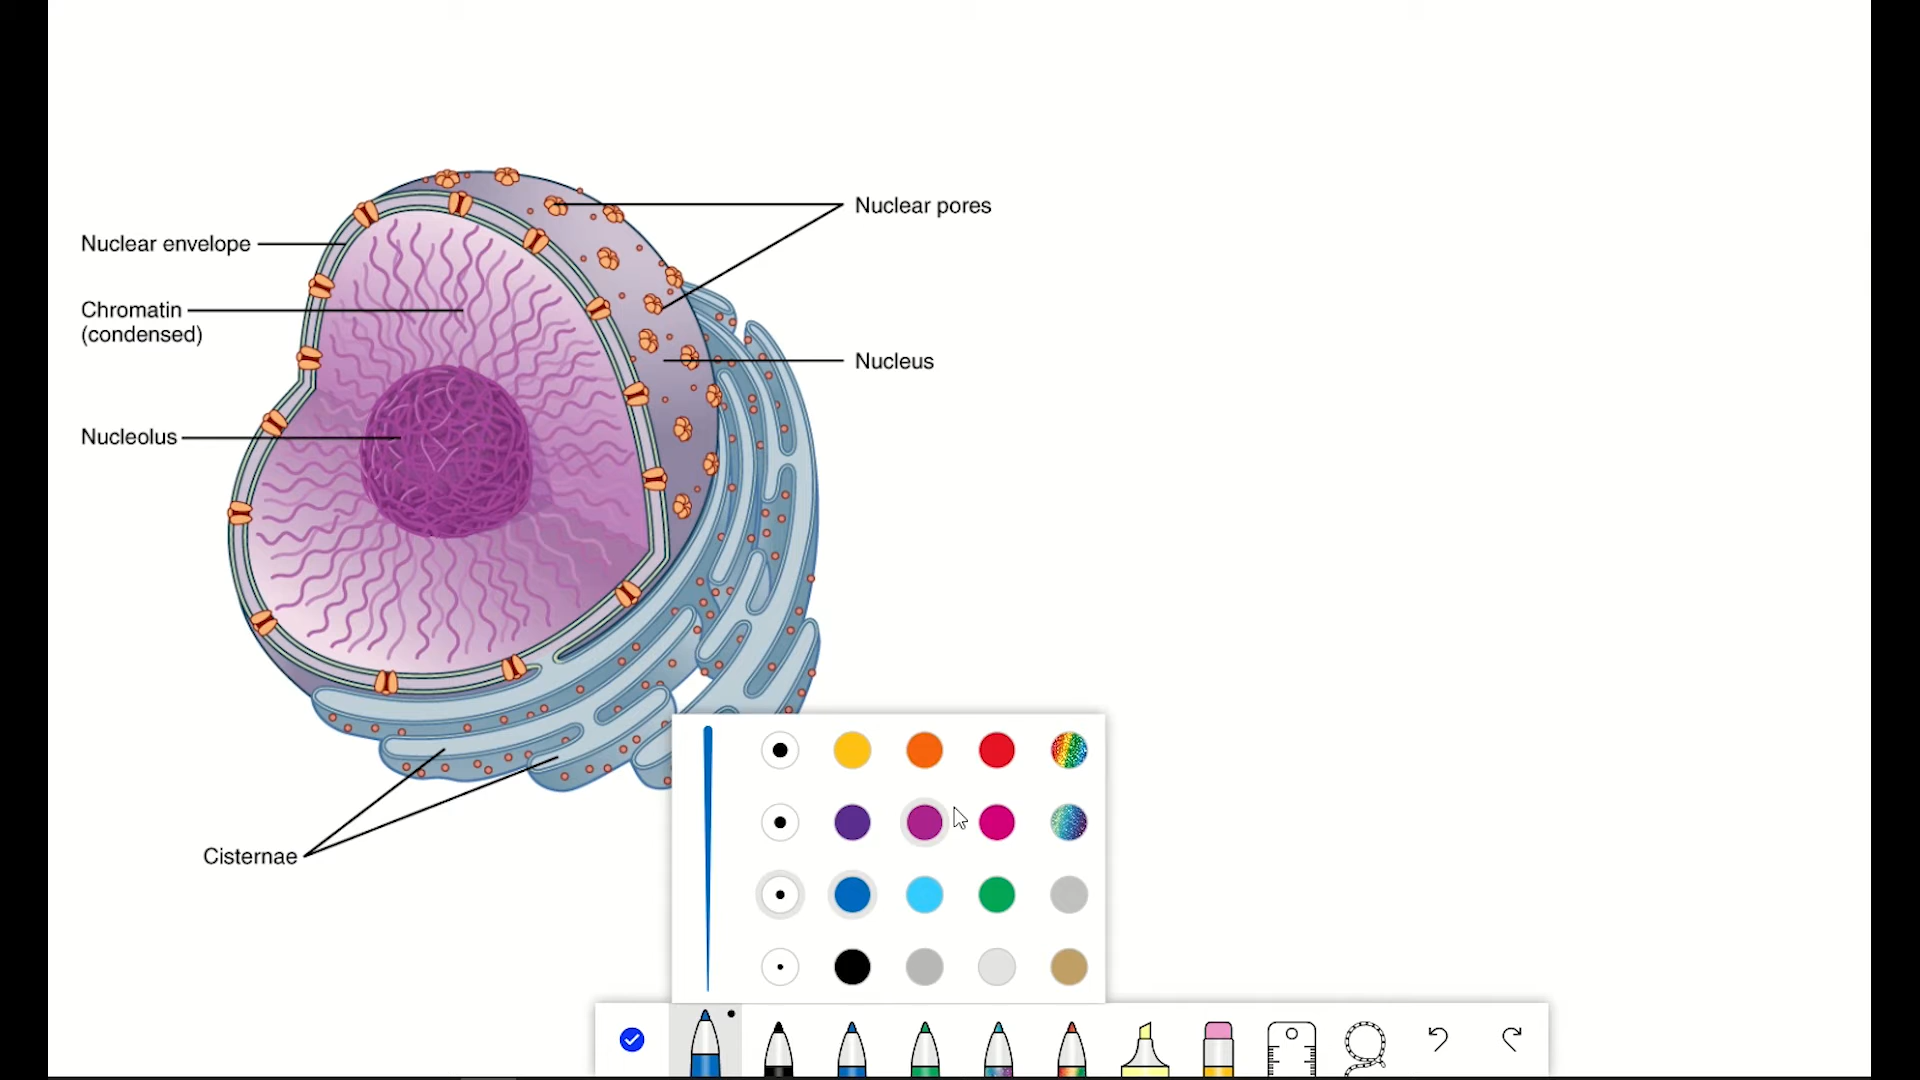 Nuclear pores
Nuclear envelope
Chromatin
(condensed)
Nucleus
Nucleolus
Cisternae